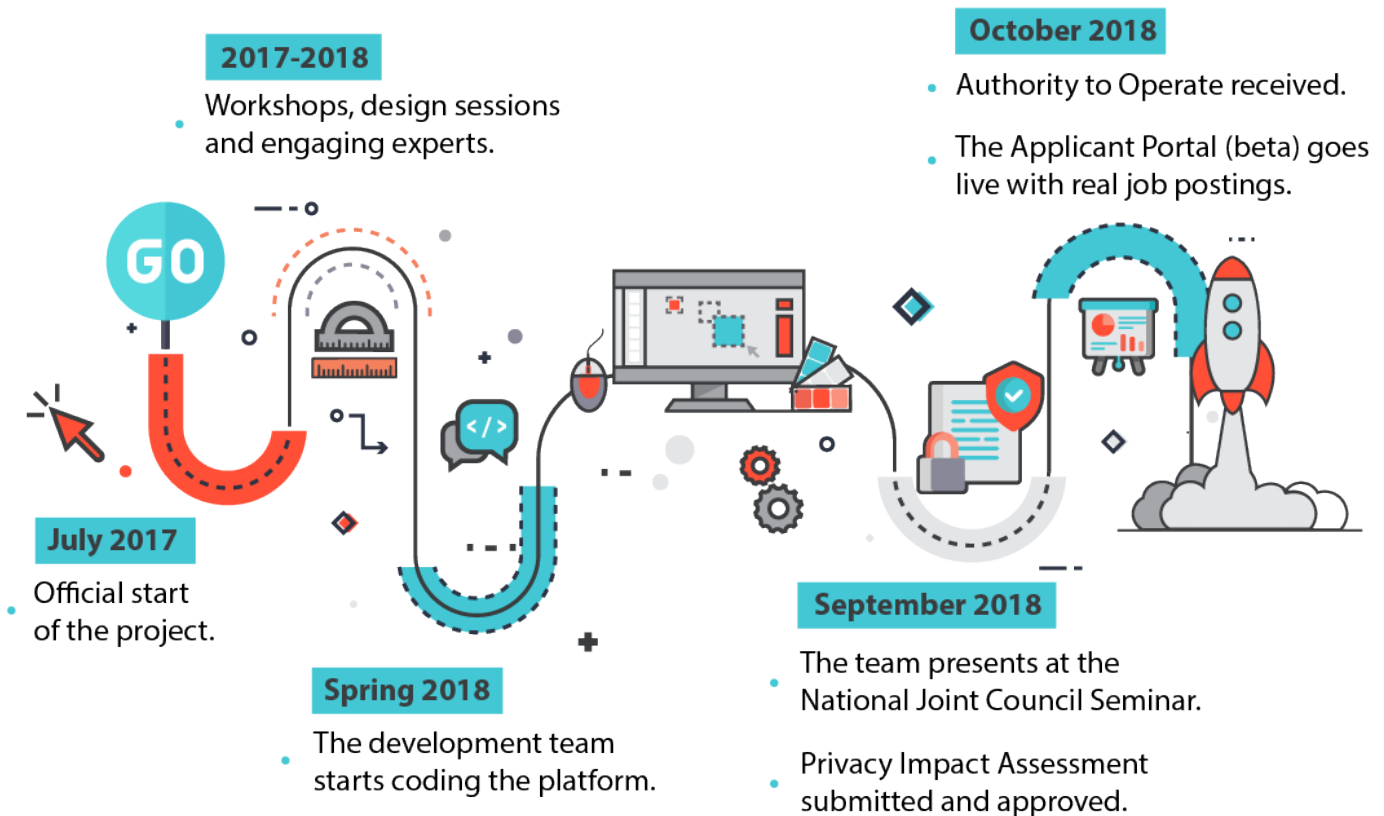 2017-2018
Workshops, design sessions
and engaging experts.
October 2018
Authority to Operate received.
The Applicant Portal (beta) goes
live with real job postings.
GO
</>
July 2017
Official start
of the project.
Spring 2018
The development team
starts coding the platform.
September 2018
The team presents at the
National Joint Council Seminar.
Privacy Impact Assessment
submitted and approved.